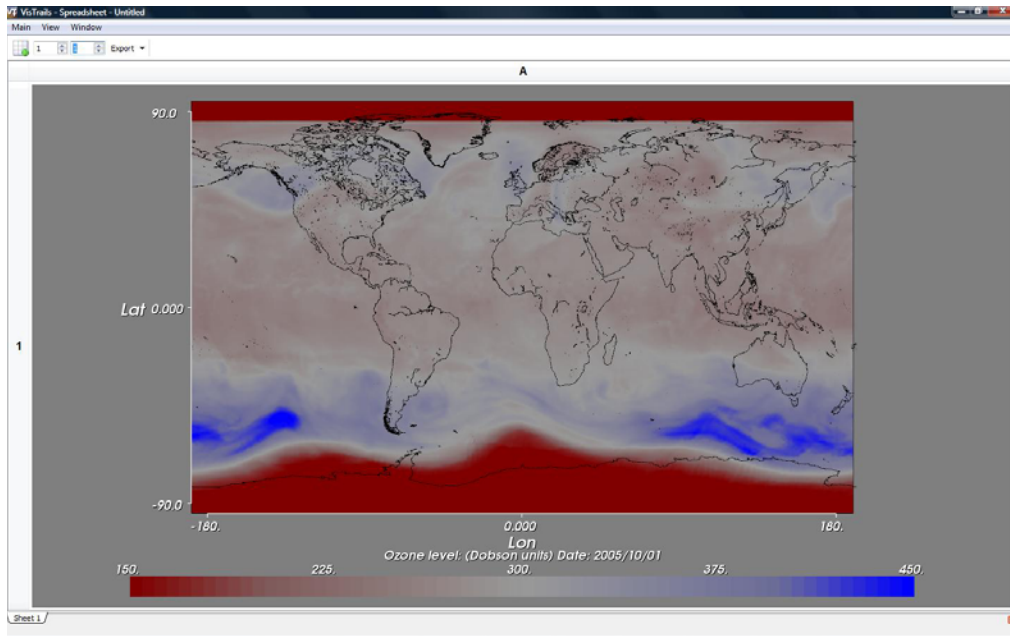 VisTrails - Spreadsheet - Untitled
Main View Window
1 Export
A
90.0
Lat 0.000
1
-90.0
-180. 0.000 180.
Lon
Ozone level: (Dobson units) Date: 2005/10/01
150. 225. 300. 375. 450.
Sheet 1